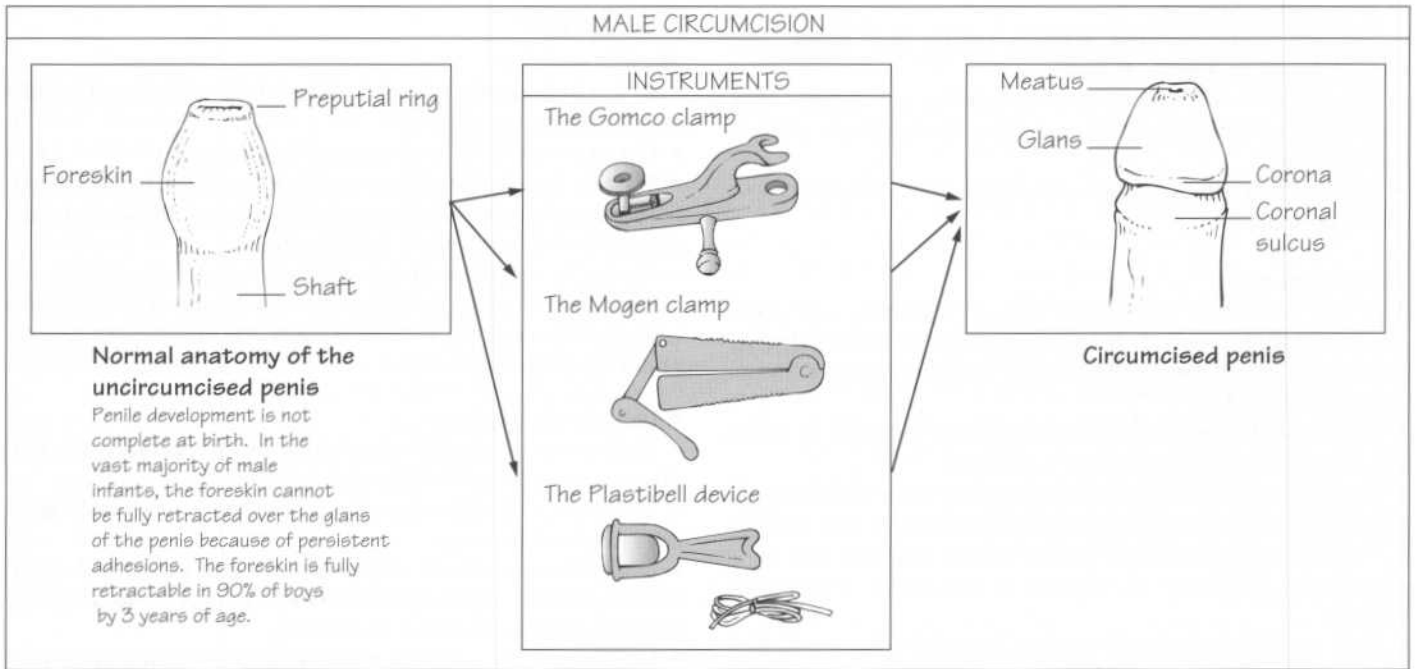 MALE CIRCUMCISION
Preputial ring
Foreskin
Shaft
Normal anatomy of the
uncircumcised penis
Penile development is not
complete at birth. In the
vast majority of male
infants, the foreskin cannot
be fully retracted over the glans
of the penis because of persistent
adhesions. The foreskin is fully
retractable in 90% of boys
by 3 years of age.
INSTRUMENTS
The Gomco clamp
The Mogen clamp
The Plastibell device
Meatus
Glans
Corona
Coronal
sulcus
Circumcised penis